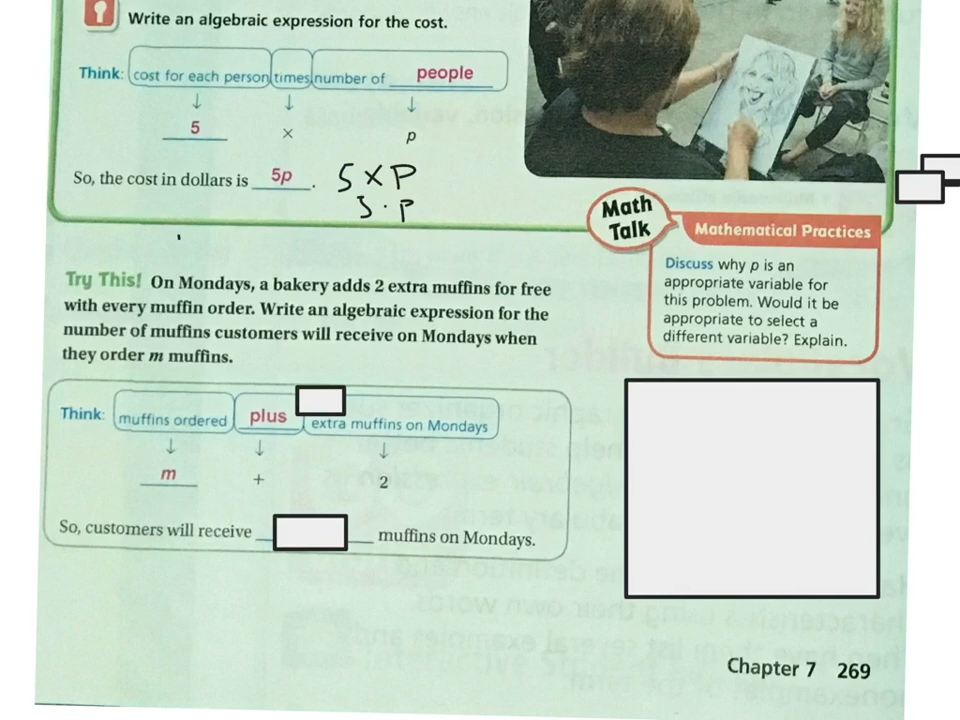 Write an algebraic expression for the cost.
Think: cost for each person times number of people
5 × p
So, the cost in dollars is 5p. 5 X P
5 · P
Math Talk
Mathematical Practices
Discuss why p is an
appropriate variable for
this problem. Would it be
appropriate to select a
different variable? Explain.
Try This! On Mondays, a bakery adds 2 extra muffins for free
with every muffin order. Write an algebraic expression for the
number of muffins customers will receive on Mondays when
they order m muffins.
Think: muffins ordered plus extra muffins on Mondays
m + 2
So, customers will receive muffins on Mondays.
Chapter 7 269